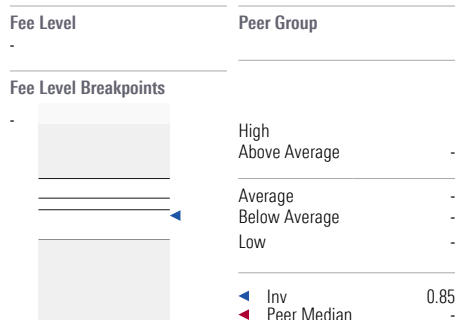 Fee Level
-
Peer Group
Fee Level Breakpoints
-
High
Above Average -
Average -
Below Average -
Low -
Inv 0.85
Peer Median -